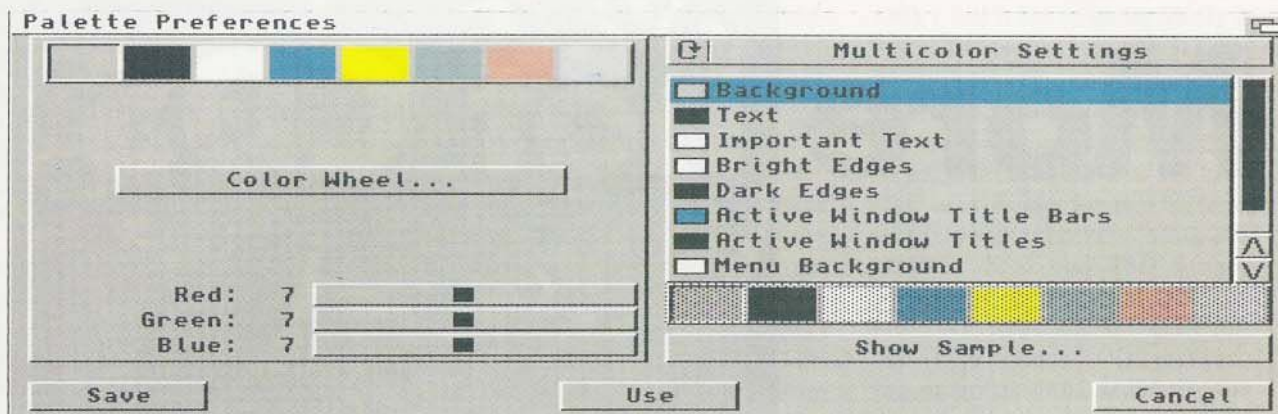 Palette Preferences
Multicolor Settings
Background
Text
Important Text
Bright Edges
Dark Edges
Active Window Title Bars
Active Window Titles
Menu Background
Color Wheel...
Red: 7
Green: 7
Blue: 7
Show Sample...
Save
Use
Cancel